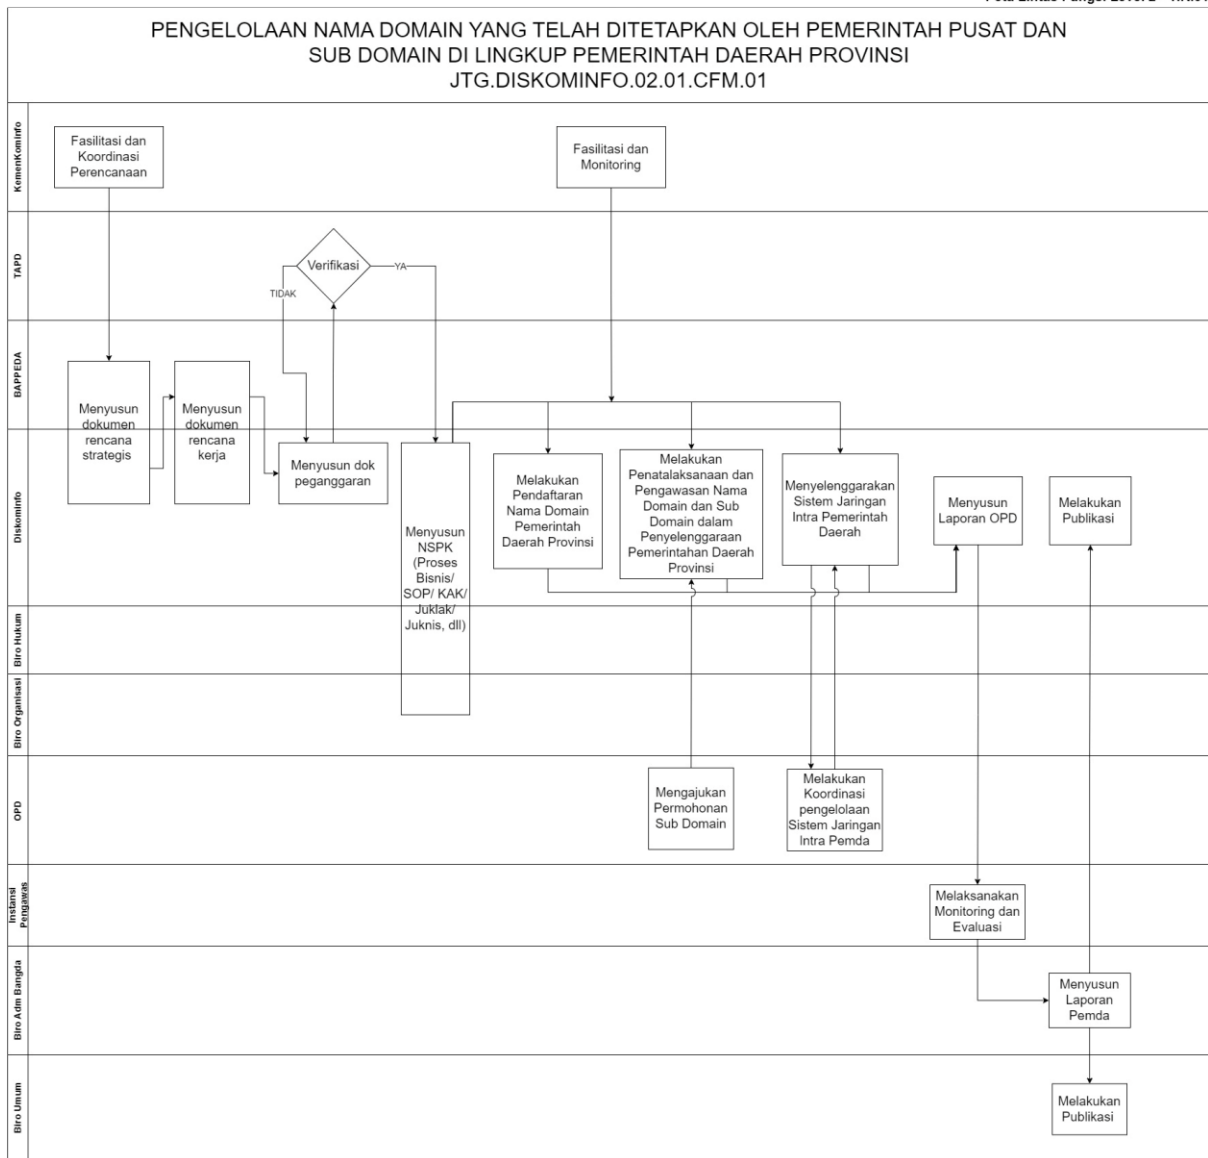 PENGELOLAAN NAMA DOMAIN YANG TELAH DITETAPKAN OLEH PEMERINTAH PUSAT DAN
SUB DOMAIN DI LINGKUP PEMERINTAH DAERAH PROVINSI
JTG.DISKOMINFO.02.01.CFM.01
KemenKominfo
Fasilitasi dan
Koordinasi
Perencanaan
Fasilitasi dan
Monitoring
TAPD
Verifikasi
YA
TIDAK
BAPPEDA
Menyusun
dokumen
rencana
strategis
Menyusun
dokumen
rencana
kerja
Diskominfo
Menyusun dok
peganggaran
Menyusun
NSPK
(Proses
Bisnis/
SOP/ KAK/
Juklak/
Juknis, dll)
Melakukan
Pendaftaran
Nama Domain
Pemerintah
Daerah Provinsi
Melakukan
Penatalaksanaan dan
Pengawasan Nama
Domain dan Sub
Domain dalam
Penyelenggaraan
Pemerintahan Daerah
Provinsi
Menyelenggarakan
Sistem Jaringan
Intra Pemerintah
Daerah
Menyusun
Laporan OPD
Melakukan
Publikasi
Biro Hukum
Biro Organisasi
OPD
Mengajukan
Permohonan
Sub Domain
Melakukan
Koordinasi
pengelolaan
Sistem Jaringan
Intra Pemda
Instansi
Pengawas
Melaksanakan
Monitoring dan
Evaluasi
Biro Adm Bangda
Menyusun
Laporan
Pemda
Biro Umum
Melakukan
Publikasi